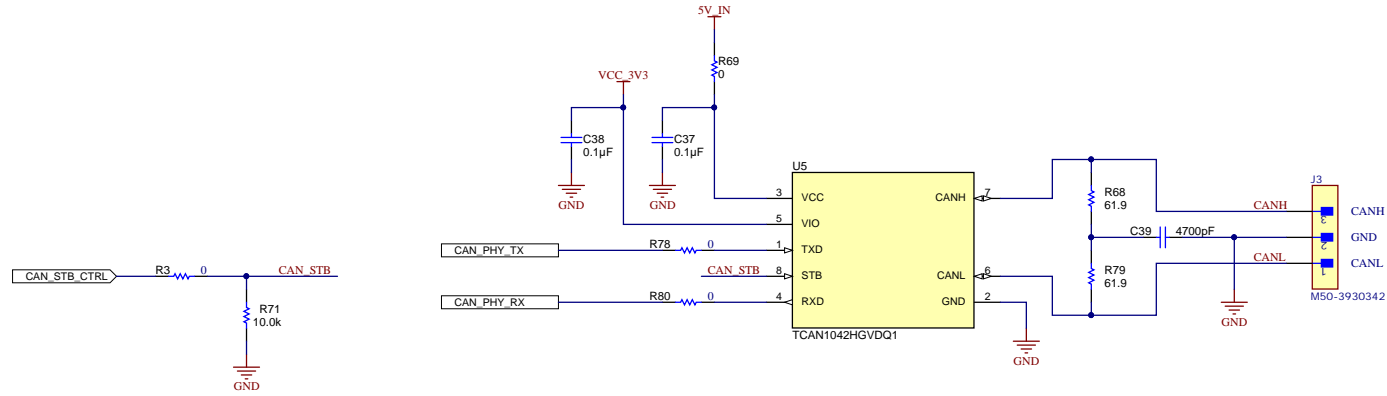 5V_IN
R69
0
VCC_3V3
C38
0.1µF
C37
0.1µF
GND
GND
U5
3 VCC CANH 7
5 VIO
1 TXD
8 STB CANL 6
4 RXD GND 2
TCAN1042HGVDQ1
CAN_PHY_TX
R78 0
CAN_STB
CAN_PHY_RX
R80 0
GND
CAN_STB_CTRL
R3 0
CAN_STB
R71
10.0k
GND
R68
61.9
C39 4700pF
R79
61.9
GND
J3
CANH 3 CANH
2 GND
CANL 1 CANL
M50-3930342